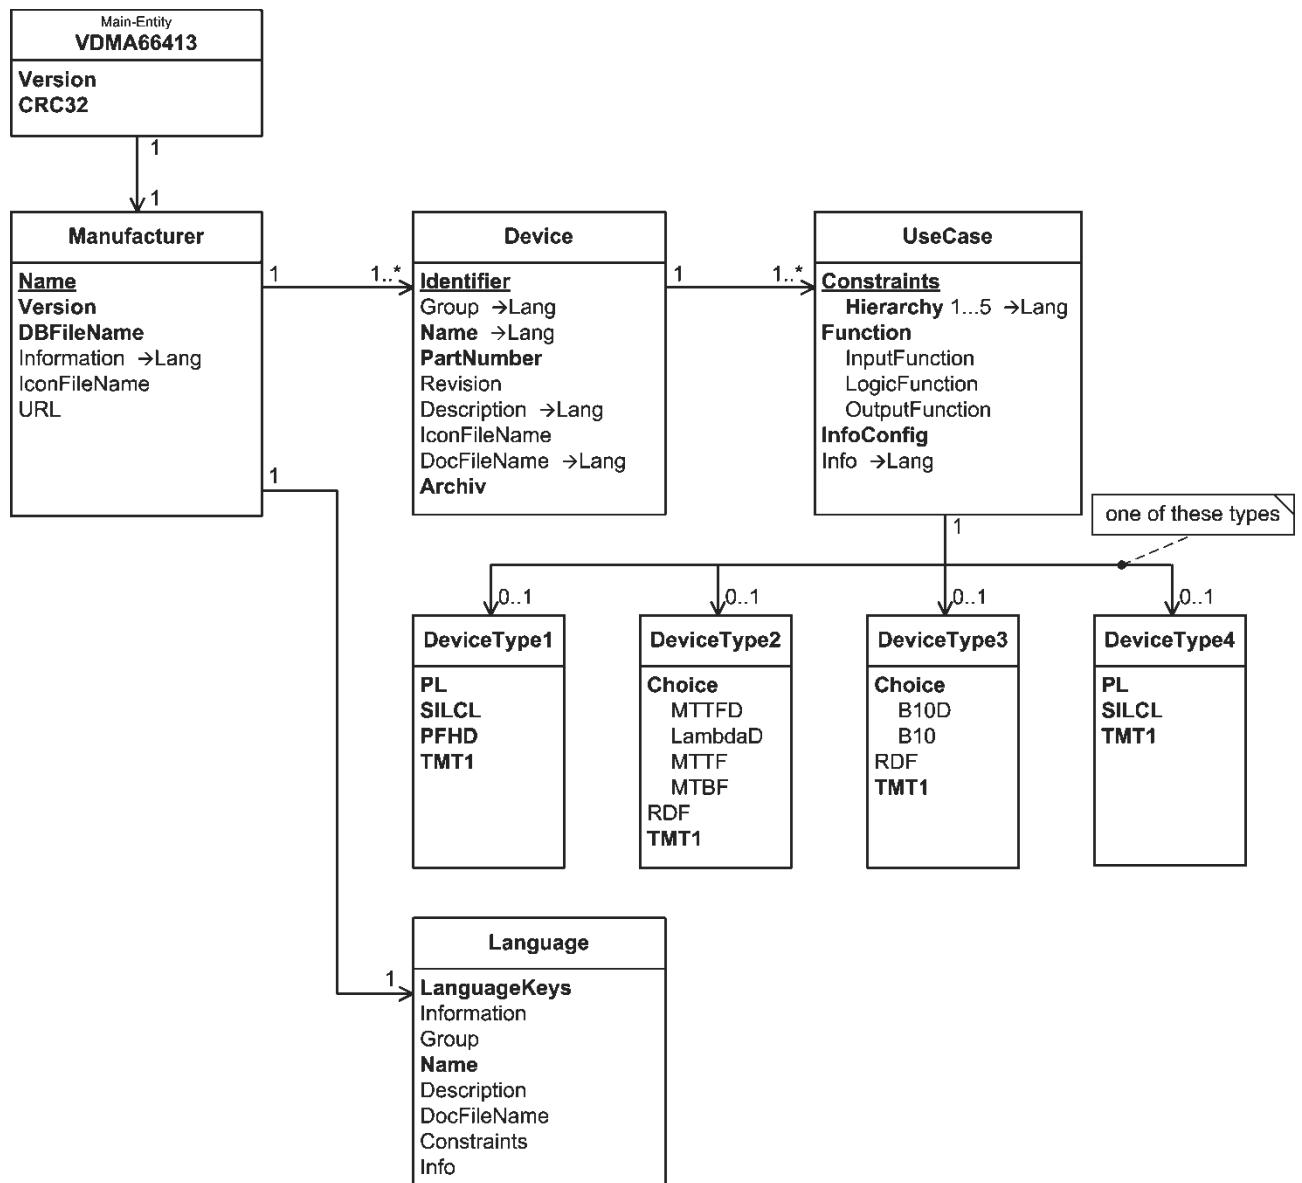 Main-Entity
VDMA66413
Version
CRC32
1
1
Manufacturer
Name
Version
DBFileName
Information →Lang
IconFileName
URL
1
1..*
1
Device
Identifier
Group →Lang
Name →Lang
PartNumber
Revision
Description →Lang
IconFileName
DocFileName →Lang
Archiv
1
1..*
UseCase
Constraints
Hierarchy 1...5 →Lang
Function
InputFunction
LogicFunction
OutputFunction
InfoConfig
Info →Lang
1
one of these types
0..1
0..1
0..1
0..1
DeviceType1
PL
SILCL
PFHD
TMT1
DeviceType2
Choice
MTTFD
LambdaD
MTTF
MTBF
RDF
TMT1
DeviceType3
Choice
B10D
B10
RDF
TMT1
DeviceType4
PL
SILCL
TMT1
1
Language
LanguageKeys
Information
Group
Name
Description
DocFileName
Constraints
Info